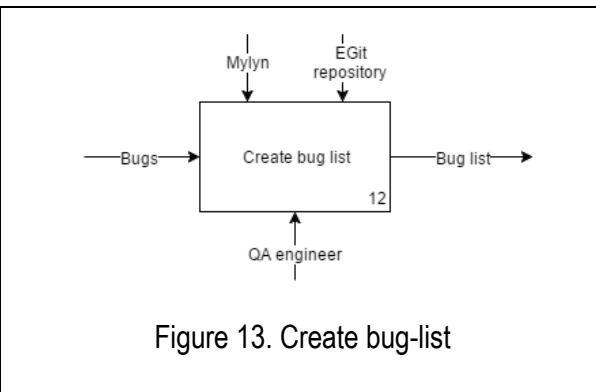 Mylyn
EGit
repository
Bugs
Create bug list
Bug list
12
QA engineer
Figure 13. Create bug-list